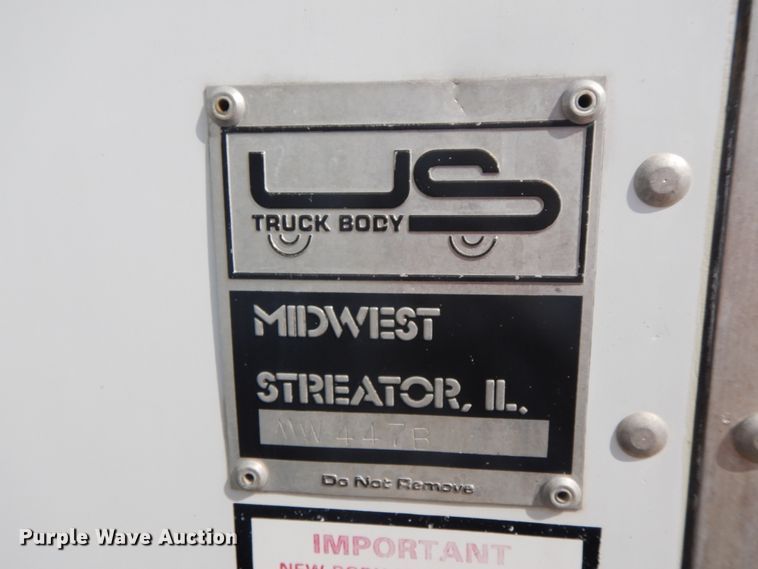 US
TRUCK BODY
MIDWEST
STREATOR, IL.
MW447B
Do Not Remove
Purple Wave Auction
IMPORTANT